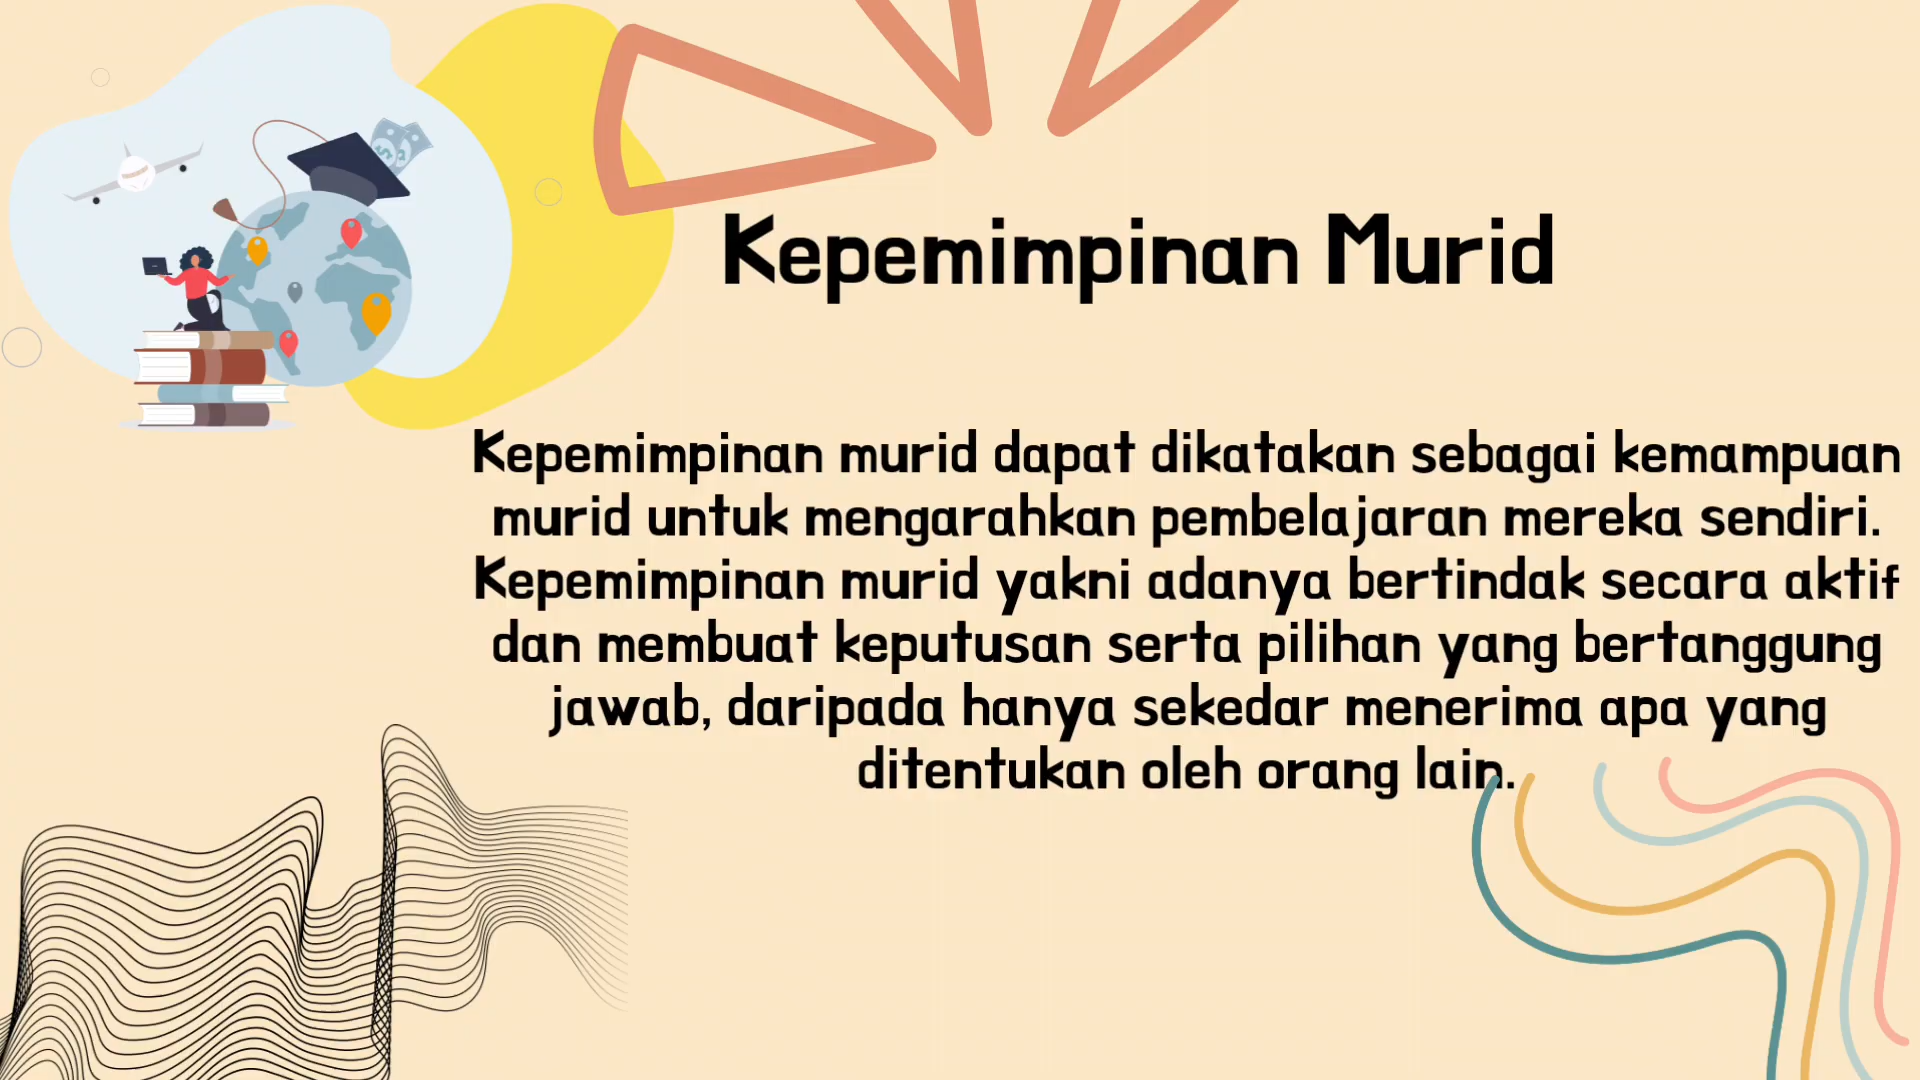 Kepemimpinan Murid
Kepemimpinan murid dapat dikatakan sebagai kemampuan
murid untuk mengarahkan pembelajaran mereka sendiri.
Kepemimpinan murid yakni adanya bertindak secara aktif
dan membuat keputusan serta pilihan yang bertanggung
jawab, daripada hanya sekedar menerima apa yang
ditentukan oleh orang lain.